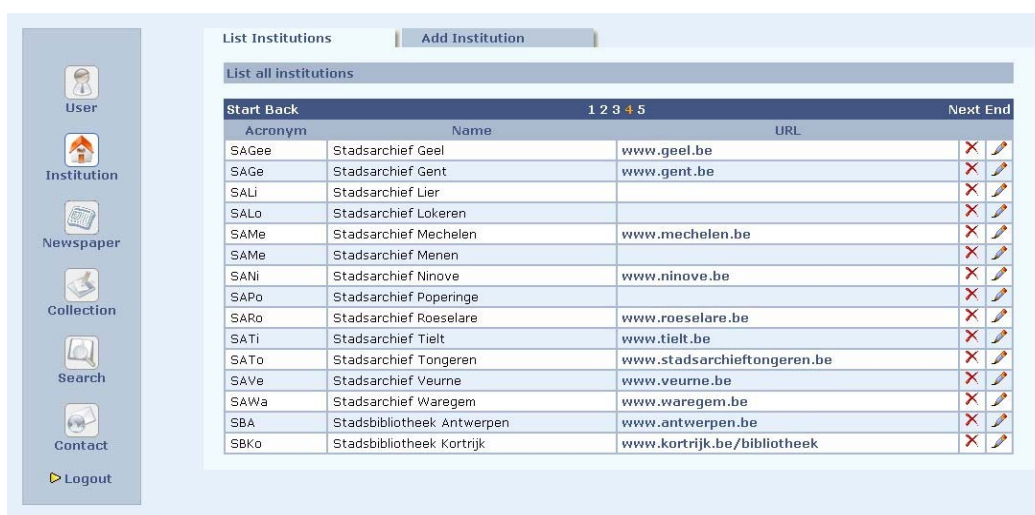 List Institutions Add Institution
List all institutions
User
Institution
Newspaper
Collection
Search
Contact
Logout
Start Back 1 2 3 4 5 Next End
Acronym Name URL
SAGee Stadsarchief Geel www.geel.be
SAGe Stadsarchief Gent www.gent.be
SALi Stadsarchief Lier
SALo Stadsarchief Lokeren
SAMe Stadsarchief Mechelen www.mechelen.be
SAMe Stadsarchief Menen
SANi Stadsarchief Ninove www.ninove.be
SAPo Stadsarchief Poperinge
SARo Stadsarchief Roeselare www.roeselare.be
SATi Stadsarchief Tielt www.tielt.be
SATo Stadsarchief Tongeren www.stadsarchieftongeren.be
SAVe Stadsarchief Veurne www.veurne.be
SAWa Stadsarchief Waregem www.waregem.be
SBA Stadsbibliotheek Antwerpen www.antwerpen.be
SBKo Stadsbibliotheek Kortrijk www.kortrijk.be/bibliotheek